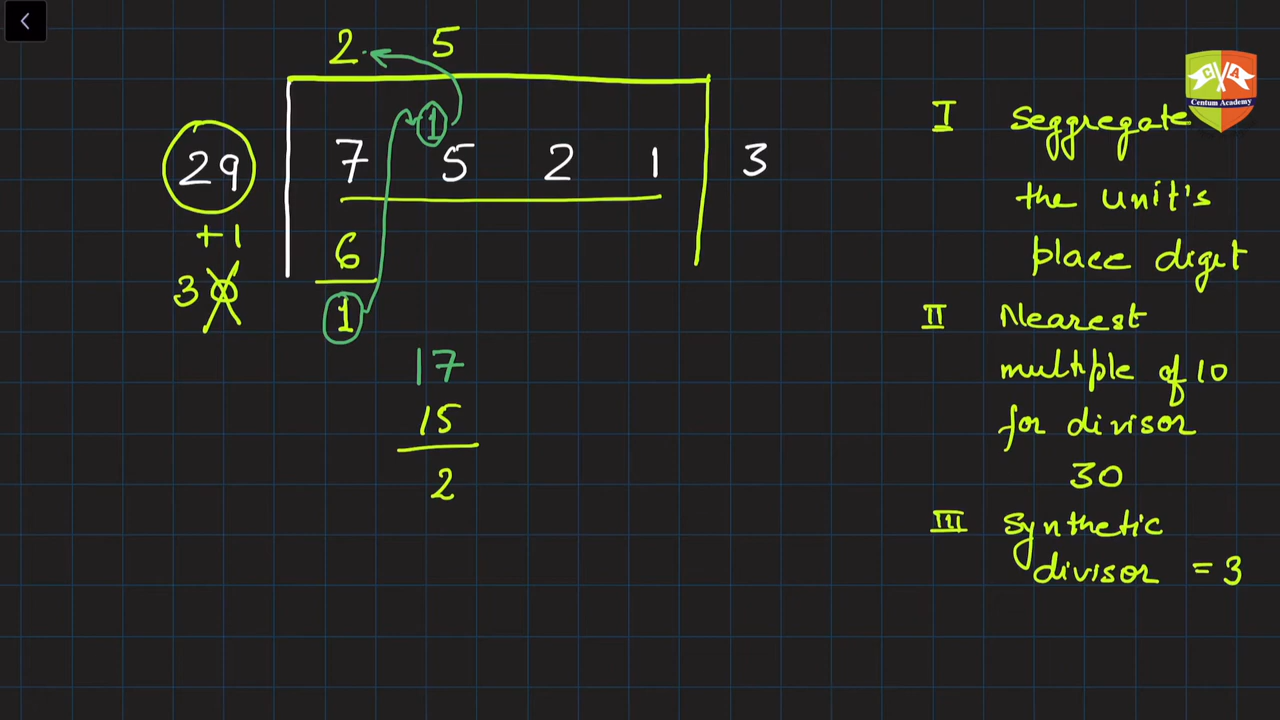 2 5
1
29 7 5 2 1 3
+1
30
6
1
17
15
2
Centum Academy
I Seggregate
the unit's
place digit
II Nearest
multiple of 10
for divisor
30
III Synthetic
divisor = 3